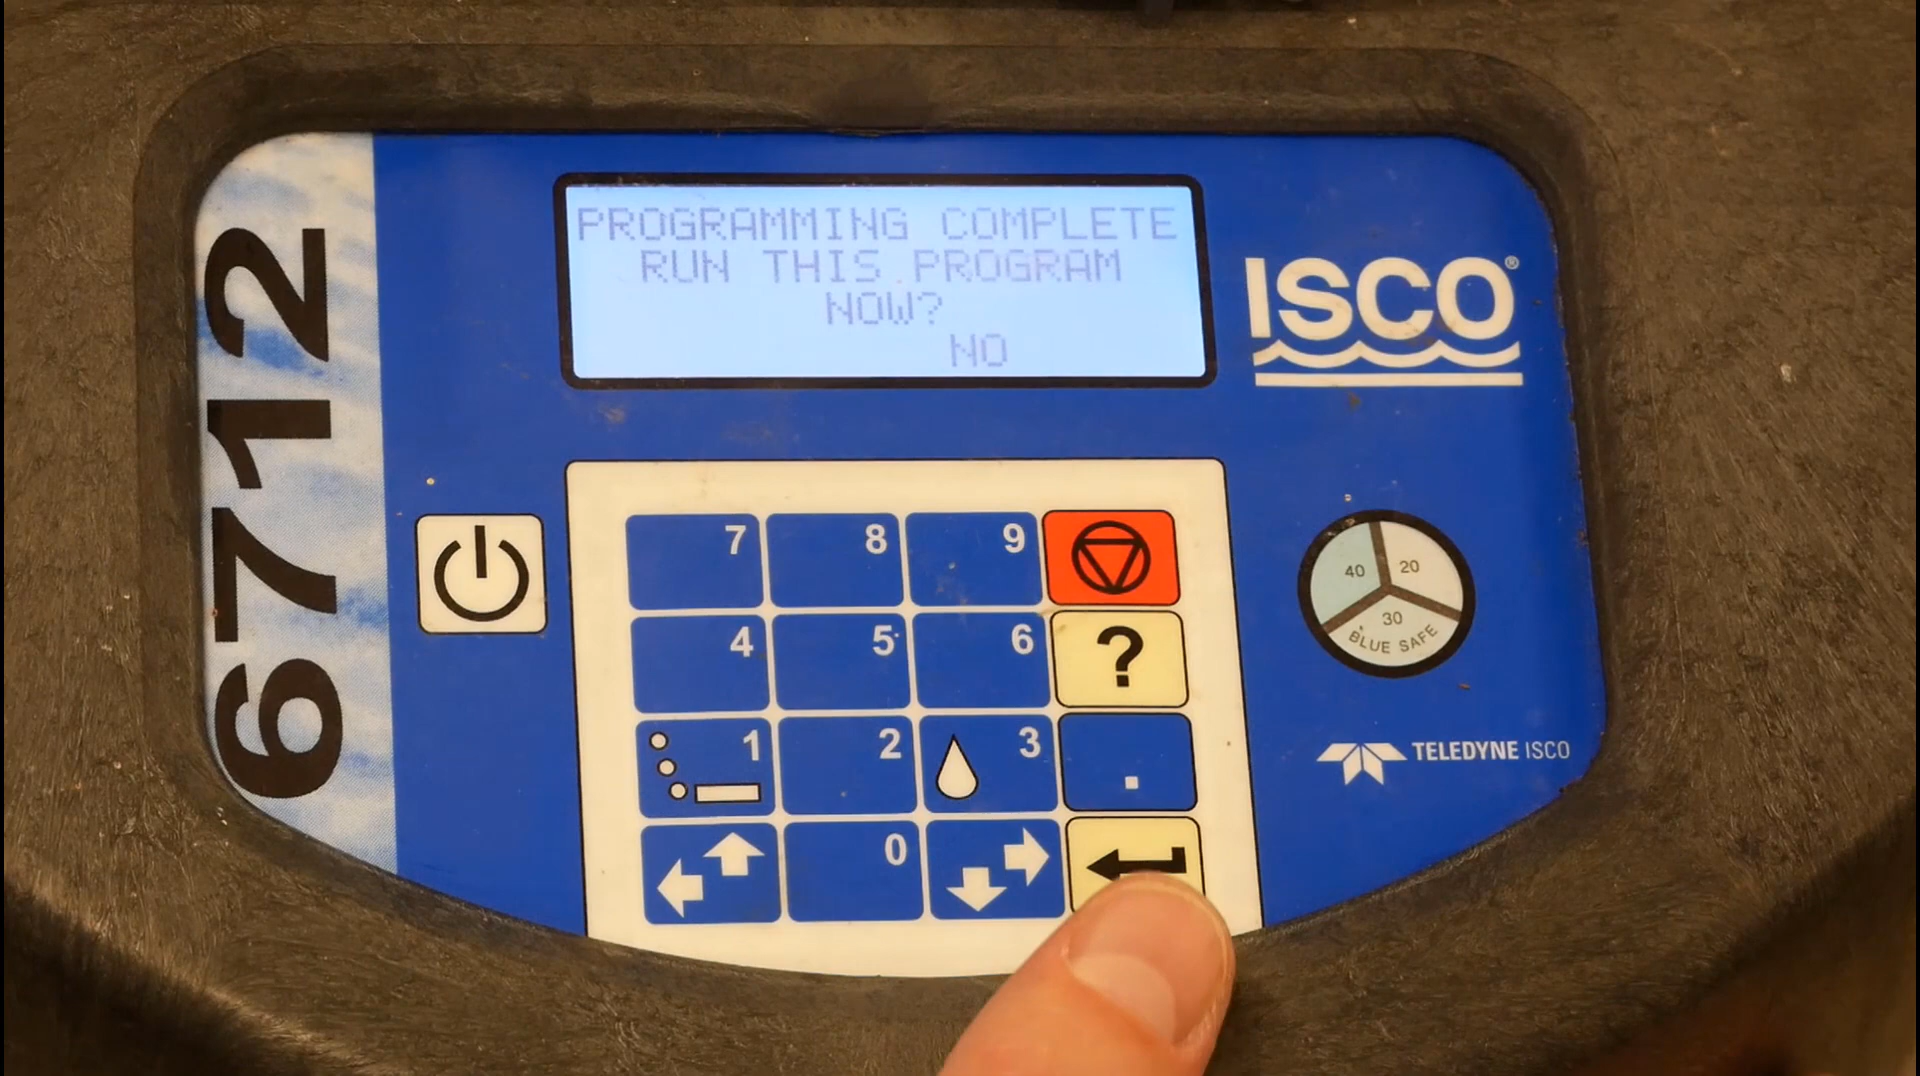 PROGRAMMING COMPLETE
RUN THIS PROGRAM
NOW?
NO
6712
ISCO®
7 8 9
4 5 6 ?
1 2 3 .
0
40 20
30
BLUE SAFE
TELEDYNE ISCO